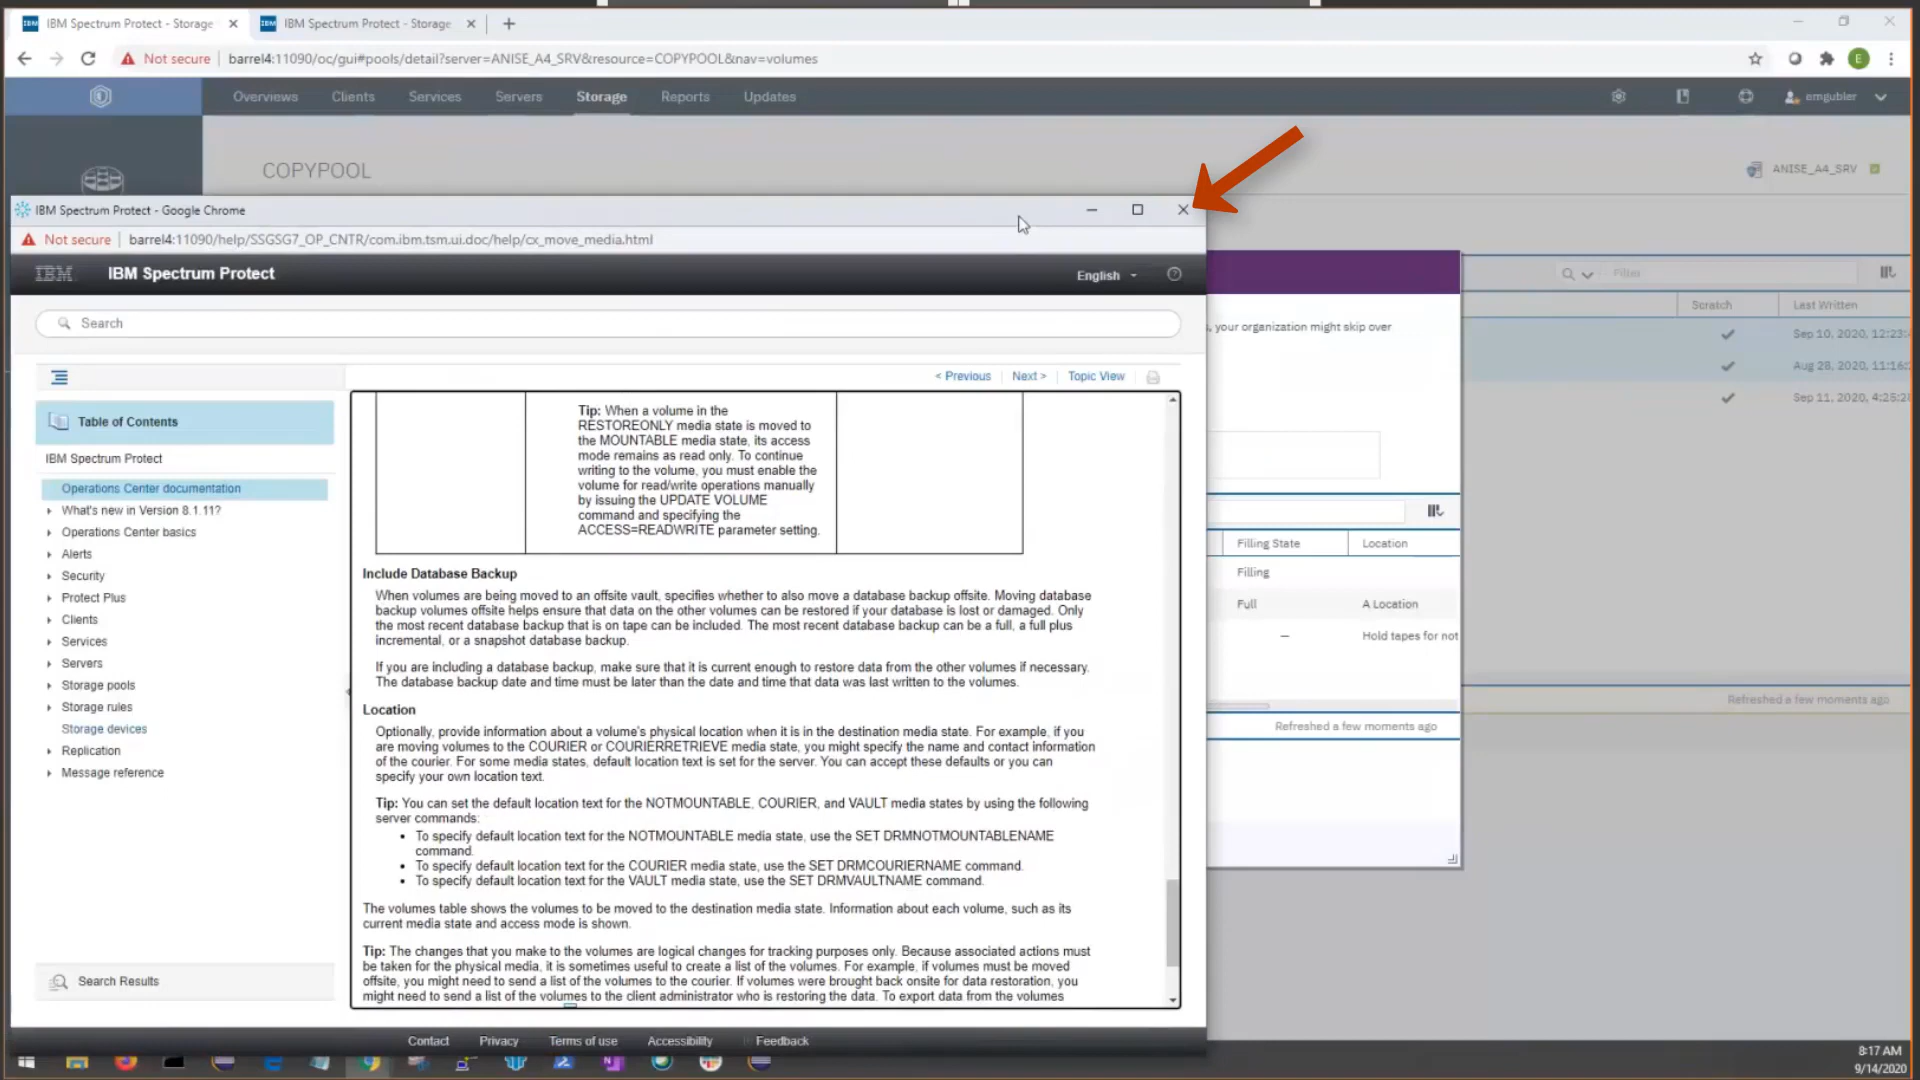 IBM Spectrum Protect - Storage
IBM Spectrum Protect - Storage
Not secure barrel4:11090/oc/gui#pools/detail?server=ANISE_A4_SRV&resource=COPYPOOL&nav=volumes
E
Overviews Clients Services Servers Storage Reports Updates
emgubler
COPYPOOL
ANISE_A4_SRV
IBM Spectrum Protect - Google Chrome
Not secure barrel4:11090/help/SSGSG7_OP_CNTR/com.ibm.tsm.ui.doc/help/cx_move_media.html
IBM IBM Spectrum Protect
English
Search
< Previous Next > Topic View
Table of Contents
IBM Spectrum Protect
Operations Center documentation
What's new in Version 8.1.11?
Operations Center basics
Alerts
Security
Protect Plus
Clients
Services
Servers
Storage pools
Storage rules
Storage devices
Replication
Message reference
Search Results
Tip: When a volume in the
RESTOREONLY media state is moved to
the MOUNTABLE media state, its access
mode remains as read only. To continue
writing to the volume, you must enable the
volume for read/write operations manually
by issuing the UPDATE VOLUME
command and specifying the
ACCESS=READWRITE parameter setting.
Include Database Backup
When volumes are being moved to an offsite vault, specifies whether to also move a database backup offsite. Moving database
backup volumes offsite helps ensure that data on the other volumes can be restored if your database is lost or damaged. Only
the most recent database backup that is on tape can be included. The most recent database backup can be a full, a full plus
incremental, or a snapshot database backup.
If you are including a database backup, make sure that it is current enough to restore data from the other volumes if necessary.
The database backup date and time must be later than the date and time that data was last written to the volumes.
Location
Optionally, provide information about a volume's physical location when it is in the destination media state. For example, if you
are moving volumes to the COURIER or COURIERRETRIEVE media state, you might specify the name and contact information
of the courier. For some media states, default location text is set for the server. You can accept these defaults or you can
specify your own location text.
Tip: You can set the default location text for the NOTMOUNTABLE, COURIER, and VAULT media states by using the following
server commands:
• To specify default location text for the NOTMOUNTABLE media state, use the SET DRMNOTMOUNTABLENAME
command.
• To specify default location text for the COURIER media state, use the SET DRMCOURIERNAME command.
• To specify default location text for the VAULT media state, use the SET DRMVAULTNAME command.
The volumes table shows the volumes to be moved to the destination media state. Information about each volume, such as its
current media state and access mode is shown.
Tip: The changes that you make to the volumes are logical changes for tracking purposes only. Because associated actions must
be taken for the physical media, it is sometimes useful to create a list of the volumes. For example, if volumes must be moved
offsite, you might need to send a list of the volumes to the courier. If volumes were brought back onsite for data restoration, you
might need to send a list of the volumes to the client administrator who is restoring the data. To export data from the volumes
Contact Privacy Terms of use Accessibility Feedback
, your organization might skip over
Filling State Location
Filling
Full A Location
— Hold tapes for not
Refreshed a few moments ago
Filter
Scratch Last Written
Sep 10, 2020, 12:23:
Aug 28, 2020, 11:16:
Sep 11, 2020, 4:25:2
Refreshed a few moments ago
8:17 AM
9/14/2020